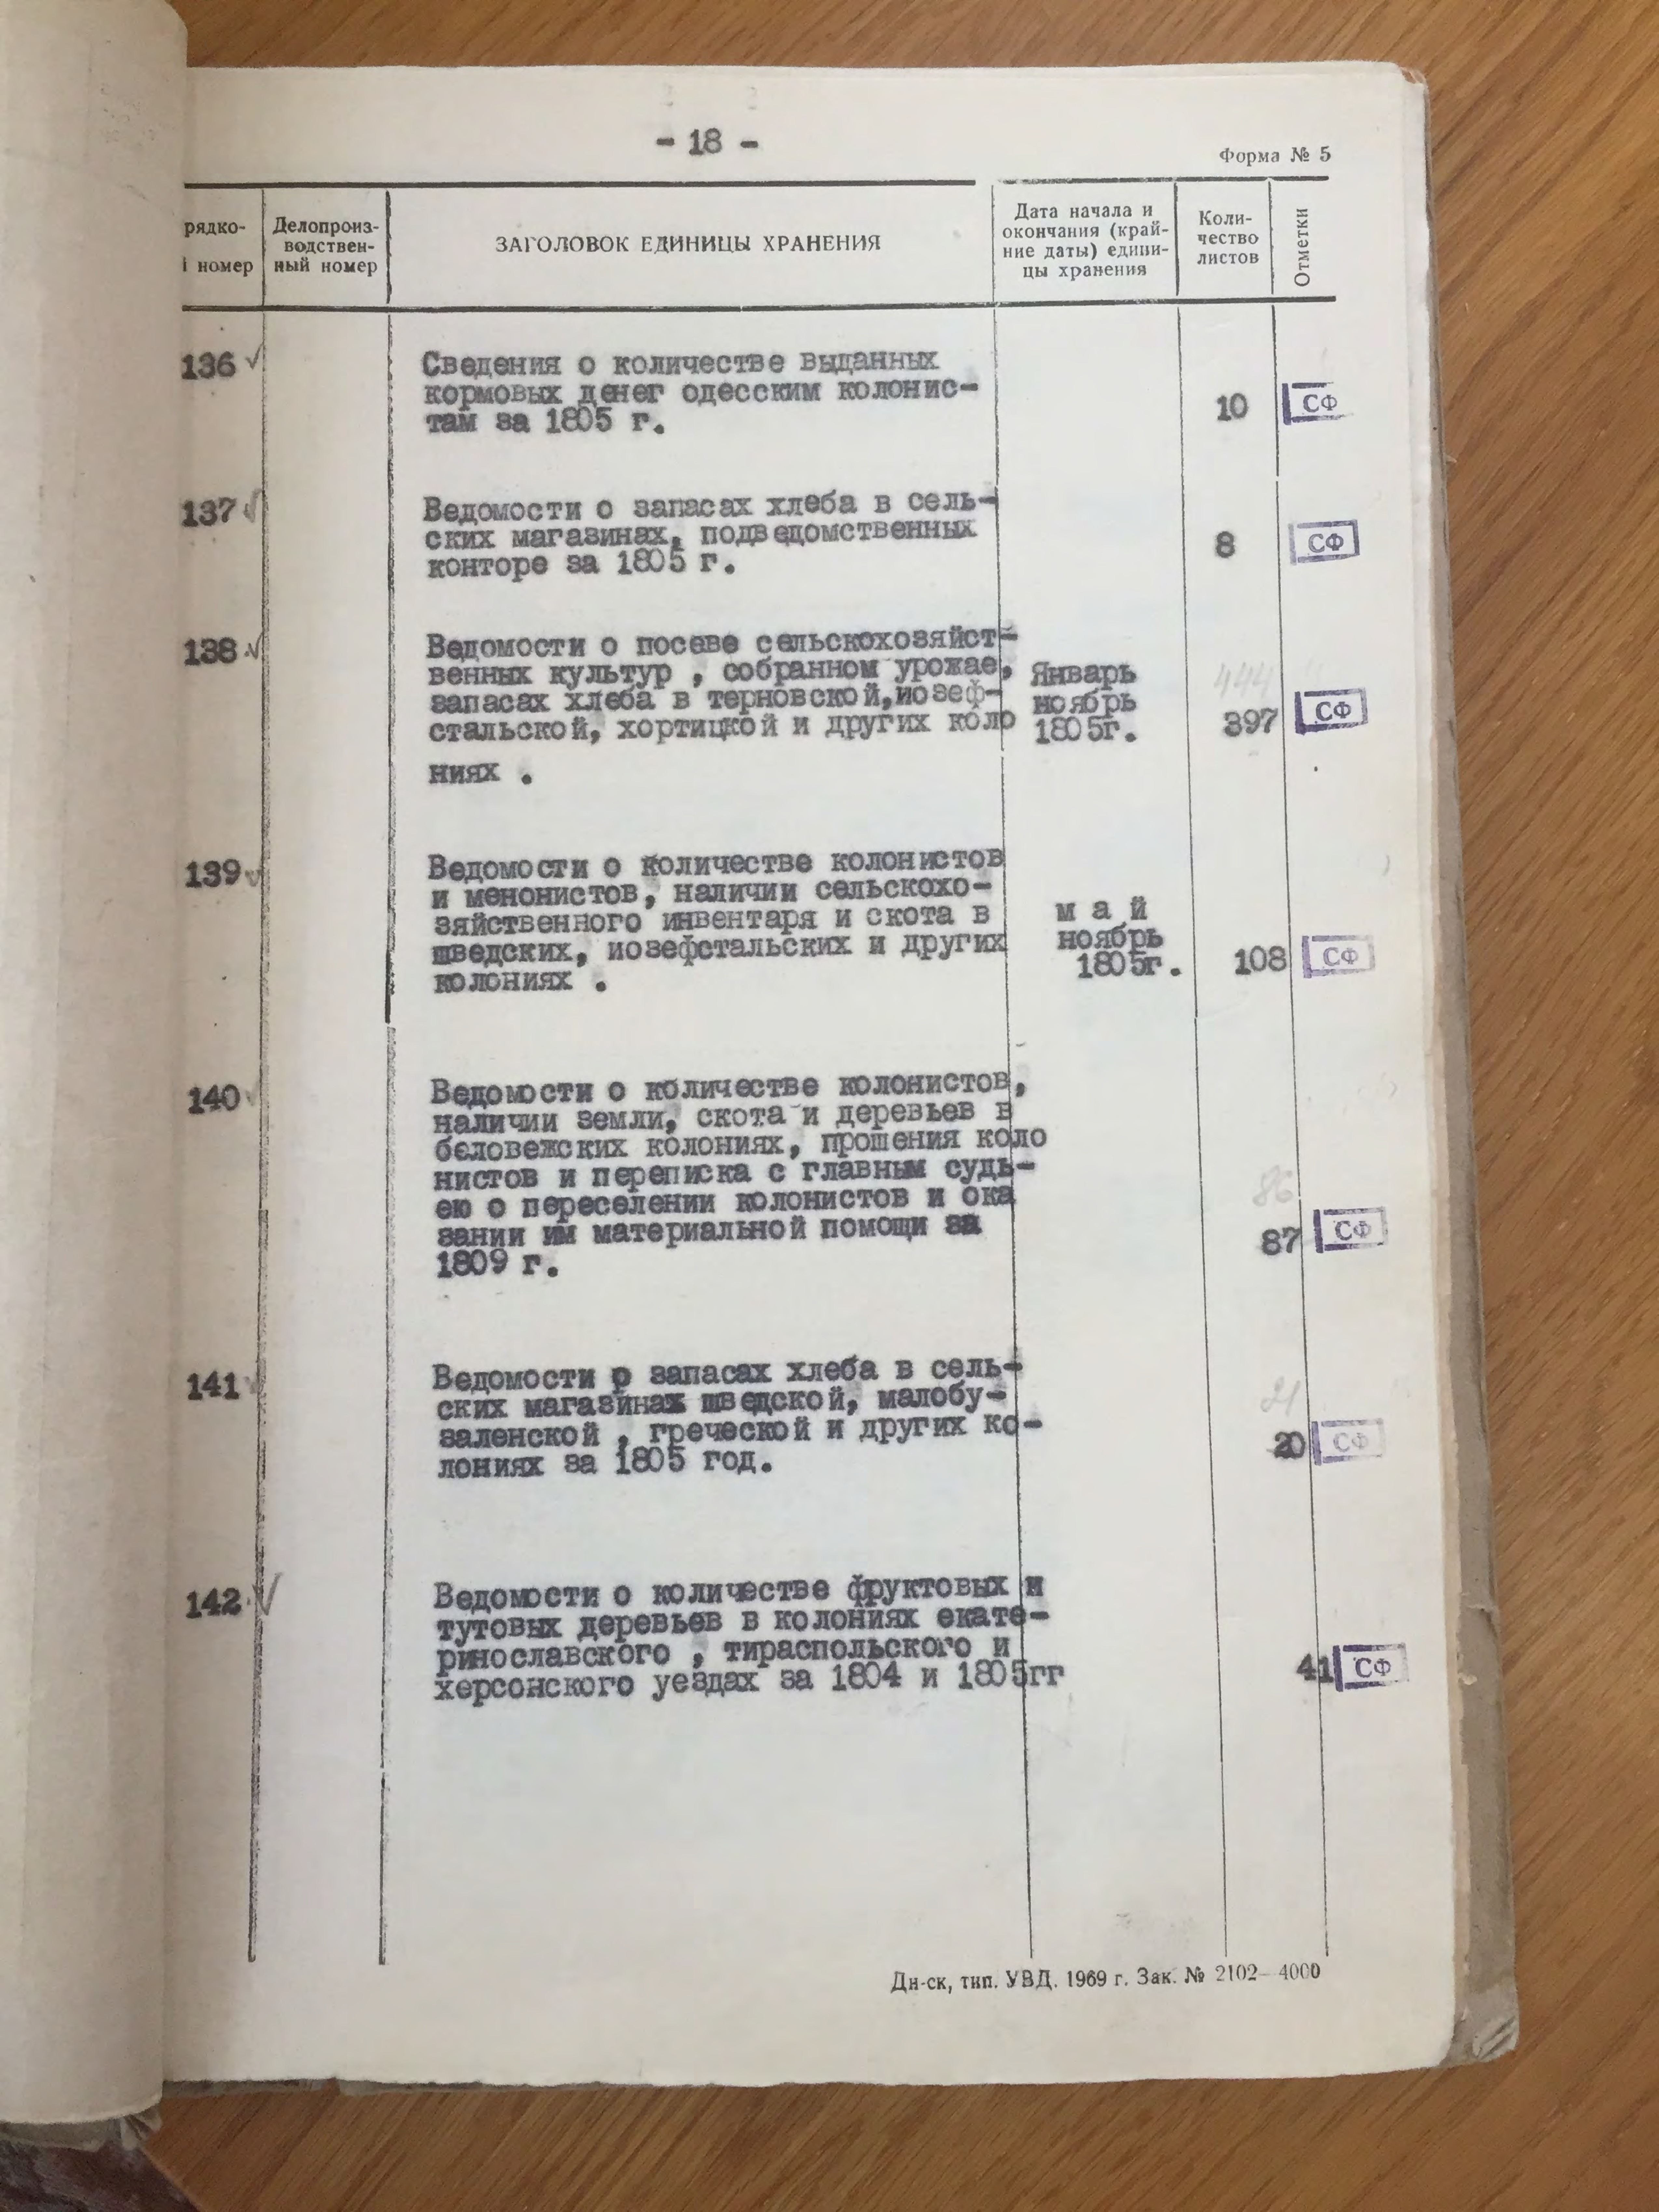 - 18 -
Форма № 5
рядко-
номер
Делопроиз-
водствен-
ный номер
ЗАГОЛОВОК ЕДИНИЦЫ ХРАНЕНИЯ
Дата начала и
окончания (край-
ние даты) едини-
цы хранения
Коли-
чество
листов
Отметки
136 √
Сведения о количестве выданных
кормовых денег одесским колонис-
там за 1805 г.
10
СФ
137 √
Ведомости о запасах хлеба в сель-
ских магазинах, подведомственных
конторе за 1805 г.
8
СФ
138 √
Ведомости о посеве сельскохозяйст-
венных культур , собранном урожае,
запасах хлеба в терновской,иозеф-
стальской, хортицкой и других коло
ниях .
Январь
ноябрь
1805г.
444
397
СФ
139 √
Ведомости о количестве колонистов
и менонистов, наличии сельскохо-
зяйственного инвентаря и скота в
шведских, иозефстальских и других
колониях .
м а й
ноябрь
1805г.
108
СФ
140 √
Ведомости о количестве колонистов,
наличии земли, скота и деревьев в
беловежских колониях, прошения коло
нистов и переписка с главным судь-
ею о переселении колонистов и ока
зании им материальной помощи за
1809 г.
86
87
СФ
141 √
Ведомости о запасах хлеба в сель-
ских магазинах шведской, малобу-
заленской , греческой и других ко-
лониях за 1805 год.
21
20
СФ
142 √
Ведомости о количестве фруктовых и
тутовых деревьев в колониях екате-
ринославского , тираспольского и
херсонского уездах за 1804 и 1805гг
41
СФ
Дн-ск, тип. УВД. 1969 г. Зак. № 2102—4000